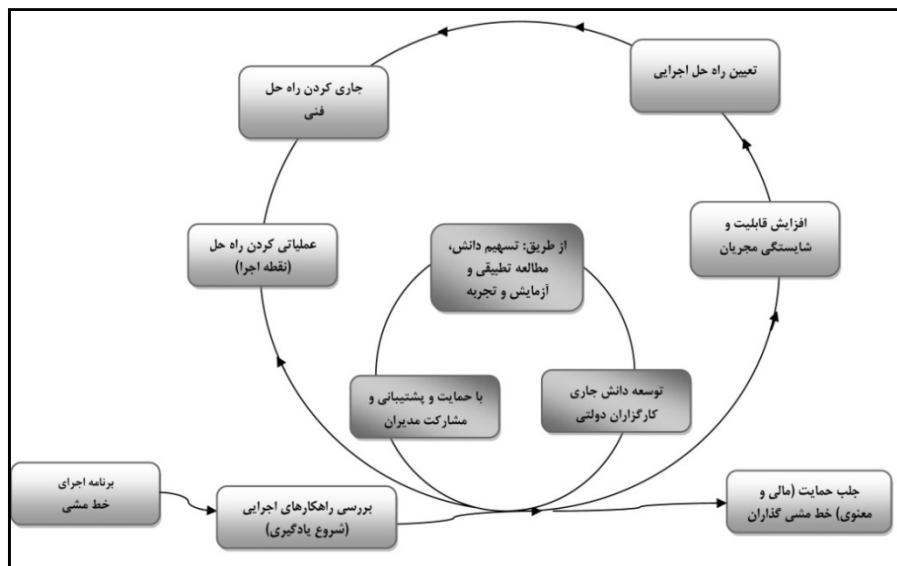 تعیین راه حل اجرایی
جاری کردن راه حل
فنی
افزایش قابلیت و
شایستگی مجریان
عملیاتی کردن راه حل
(نقطه اجرا)
از طریق: تسهیم دانش،
مطالعه تطبیقی و
آزمایش و تجربه
توسعه دانش جاری
کارگزاران دولتی
با حمایت و پشتیبانی و
مشارکت مدیران
جلب حمایت (مالی و
معنوی) خط مشی گذاران
بررسی راهکارهای اجرایی
(شروع یادگیری)
برنامه اجرای
خط مشی